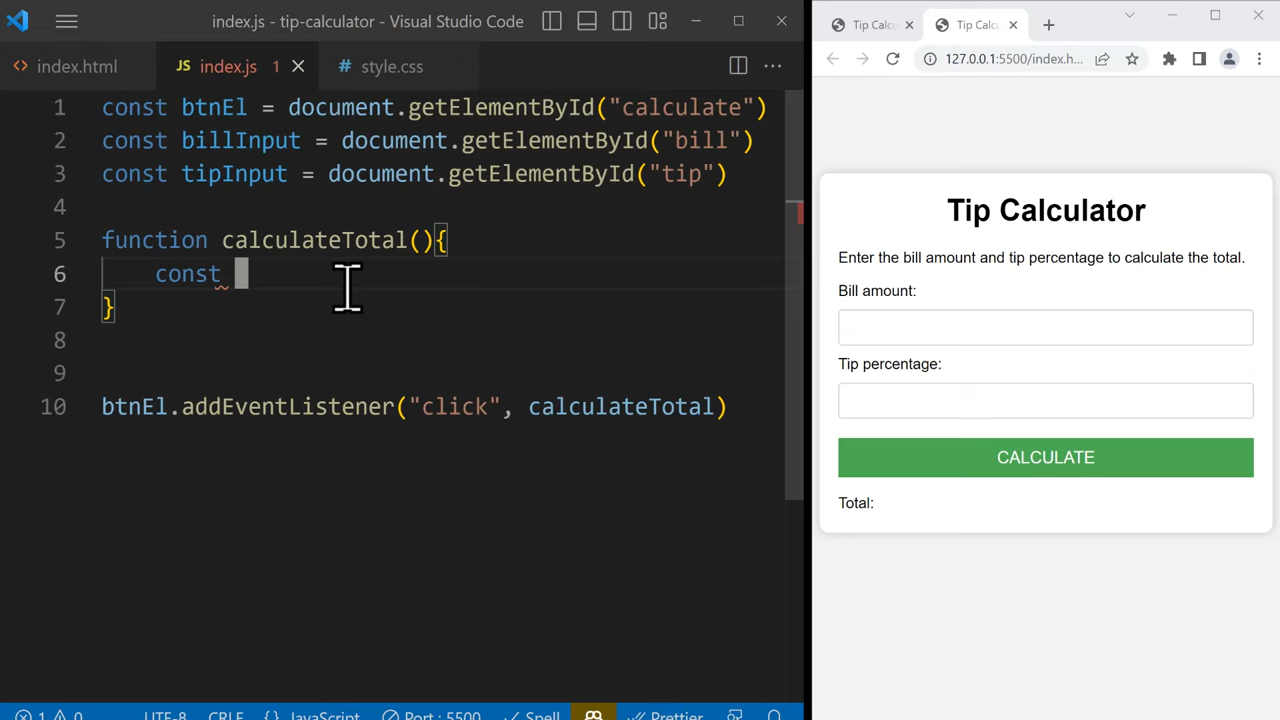 index.js - tip-calculator - Visual Studio Code
index.html
JS index.js 1
# style.css
1 const btnEl = document.getElementById("calculate")
2 const billInput = document.getElementById("bill")
3 const tipInput = document.getElementById("tip")
4
5 function calculateTotal(){
6 const
7 }
8
9
10 btnEl.addEventListener("click", calculateTotal)
1 0 UTF-8 CRLF {} JavaScript Port : 5500 Spell Prettier
Tip Calcu
Tip Calcu
127.0.0.1:5500/index.h...
Tip Calculator
Enter the bill amount and tip percentage to calculate the total.
Bill amount:
Tip percentage:
CALCULATE
Total: